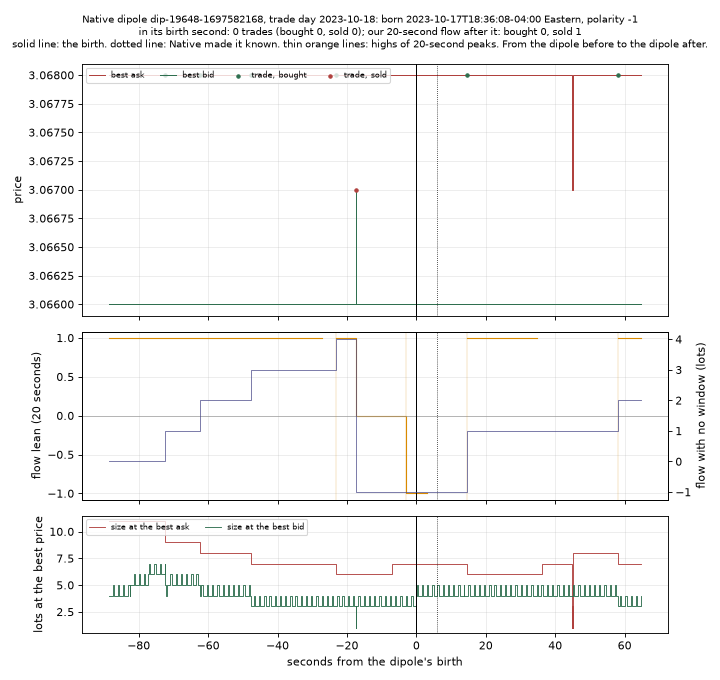 Native dipole dip-19648-1697582168, trade day 2023-10-18: born 2023-10-17T18:36:08-04:00 Eastern, polarity -1
in its birth second: 0 trades (bought 0, sold 0); our 20-second flow after it: bought 0, sold 1
solid line: the birth. dotted line: Native made it known. thin orange lines: highs of 20-second peaks. From the dipole before to the dipole after.
best ask best bid trade, bought trade, sold
3.06800
3.06775
3.06750
3.06725
3.06700
3.06675
3.06650
3.06625
3.06600
price
1.0
0.5
0.0
−0.5
−1.0
flow lean (20 seconds)
4
3
2
1
0
−1
flow with no window (lots)
size at the best ask size at the best bid
10.0
7.5
5.0
2.5
lots at the best price
−80 −60 −40 −20 0 20 40 60
seconds from the dipole's birth